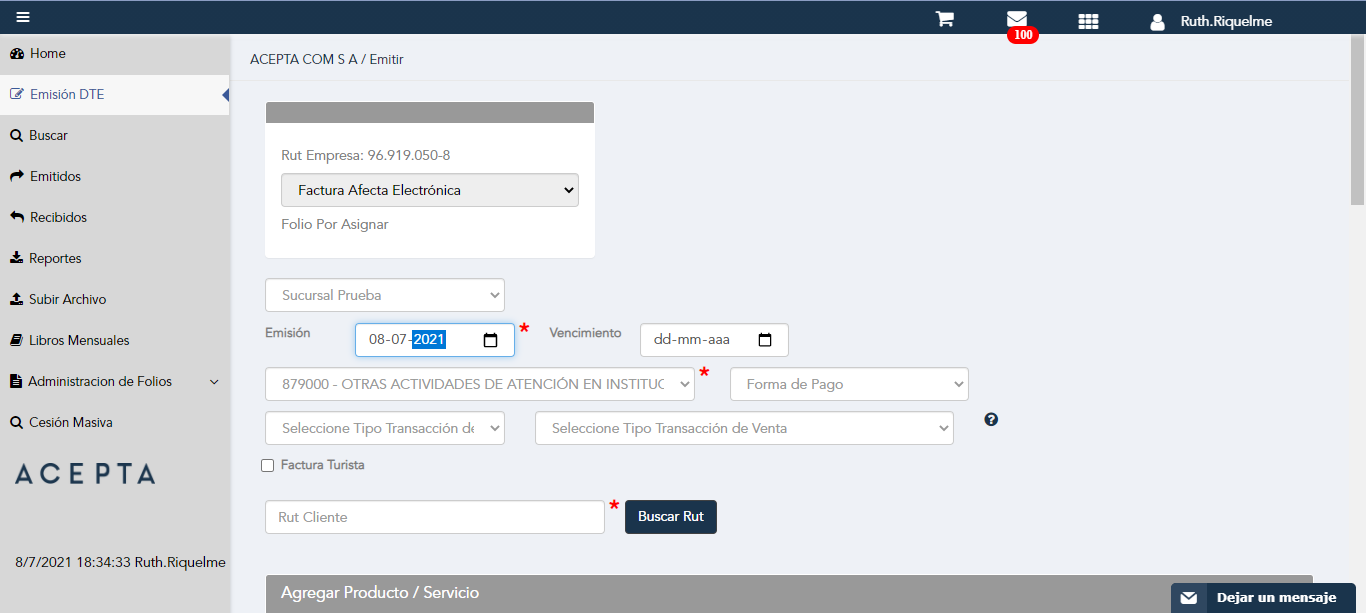 100
Ruth.Riquelme
Home
Emisión DTE
Buscar
Emitidos
Recibidos
Reportes
Subir Archivo
Libros Mensuales
Administracion de Folios
Cesión Masiva
ACEPTA
8/7/2021 18:34:33 Ruth.Riquelme
ACEPTA COM S A / Emitir
Rut Empresa: 96.919.050-8
Factura Afecta Electrónica
Folio Por Asignar
Sucursal Prueba
Emisión 08-07-2021 * Vencimiento dd-mm-aaa
879000 - OTRAS ACTIVIDADES DE ATENCIÓN EN INSTITUC * Forma de Pago
Seleccione Tipo Transacción de Seleccione Tipo Transacción de Venta ?
Factura Turista
Rut Cliente * Buscar Rut
Agregar Producto / Servicio
Dejar un mensaje